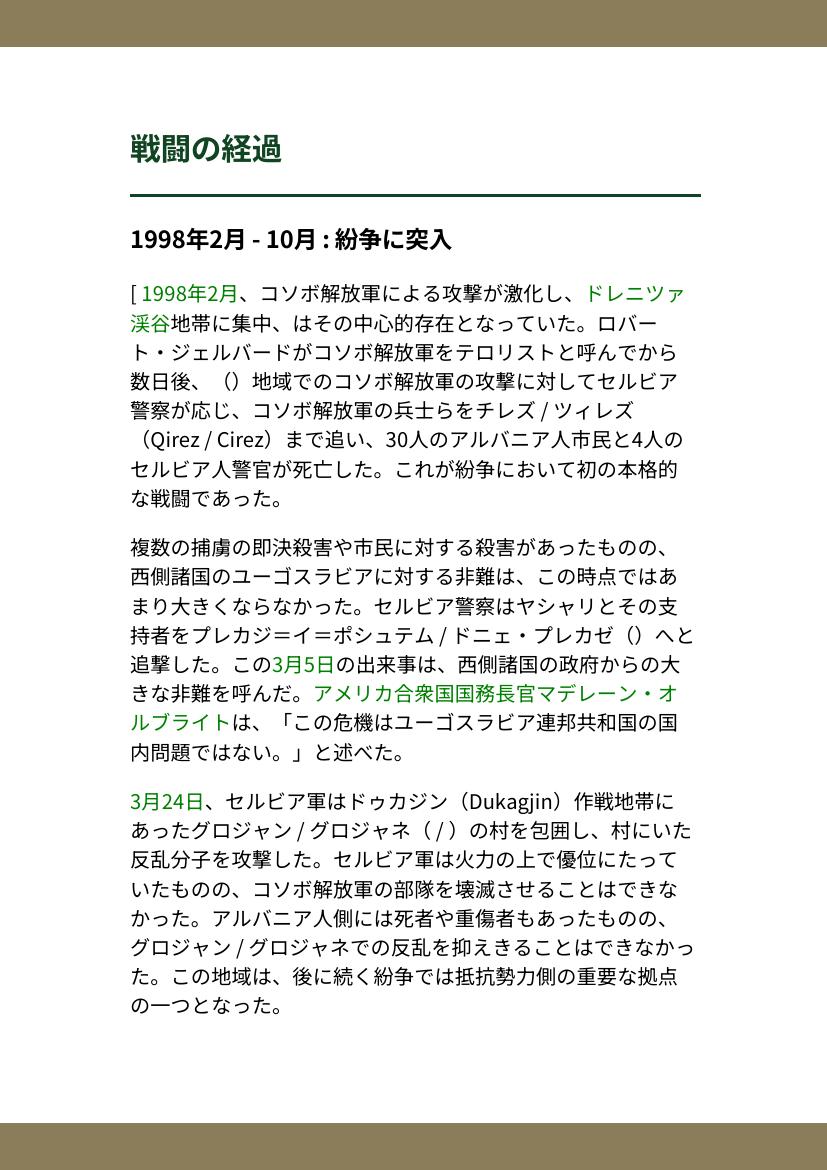 戦闘の経過
1998年2月 - 10月 : 紛争に突入
[ 1998年2月、コソボ解放軍による攻撃が激化し、ドレニツァ
渓谷地帯に集中、はその中心的存在となっていた。ロバー
ト・ジェルバードがコソボ解放軍をテロリストと呼んでから
数日後、（）地域でのコソボ解放軍の攻撃に対してセルビア
警察が応じ、コソボ解放軍の兵士らをチレズ / ツィレズ
（Qirez / Cirez）まで追い、30人のアルバニア人市民と4人の
セルビア人警官が死亡した。これが紛争において初の本格的
な戦闘であった。
複数の捕虜の即決殺害や市民に対する殺害があったものの、
西側諸国のユーゴスラビアに対する非難は、この時点ではあ
まり大きくならなかった。セルビア警察はヤシャリとその支
持者をプレカジ＝イ＝ポシュテム / ドニェ・プレカゼ（）へと
追撃した。この3月5日の出来事は、西側諸国の政府からの大
きな非難を呼んだ。アメリカ合衆国国務長官マデレーン・オ
ルブライトは、「この危機はユーゴスラビア連邦共和国の国
内問題ではない。」と述べた。
3月24日、セルビア軍はドゥカジン（Dukagjin）作戦地帯に
あったグロジャン / グロジャネ（ / ）の村を包囲し、村にいた
反乱分子を攻撃した。セルビア軍は火力の上で優位にたって
いたものの、コソボ解放軍の部隊を壊滅させることはできな
かった。アルバニア人側には死者や重傷者もあったものの、
グロジャン / グロジャネでの反乱を抑えきることはできなかっ
た。この地域は、後に続く紛争では抵抗勢力側の重要な拠点
の一つとなった。